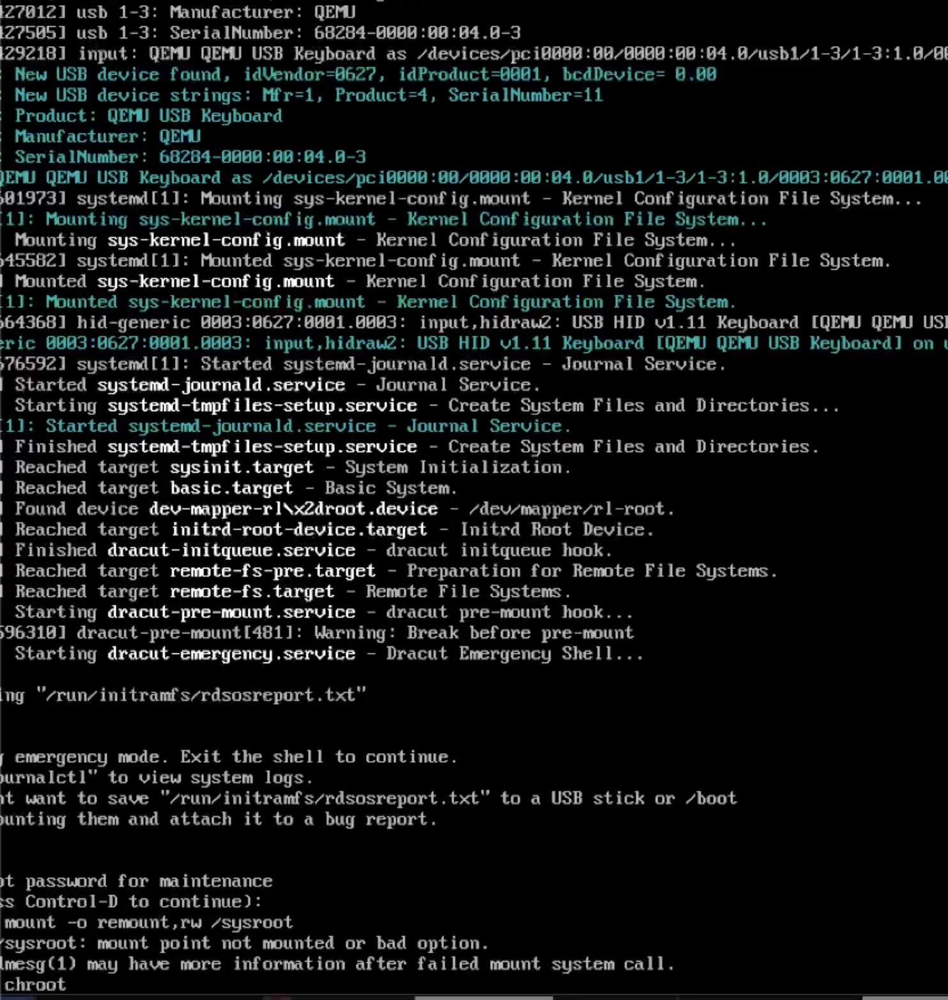 427012] usb 1-3: Manufacturer: QEMU
427505] usb 1-3: SerialNumber: 68284-0000:00:04.0-3
429218] input: QEMU QEMU USB Keyboard as /devices/pci0000:00/0000:00:04.0/usb1/1-3/1-3:1.0/00
: New USB device found, idVendor=0627, idProduct=0001, bcdDevice= 0.00
: New USB device strings: Mfr=1, Product=4, SerialNumber=11
: Product: QEMU USB Keyboard
: Manufacturer: QEMU
: SerialNumber: 68284-0000:00:04.0-3
QEMU QEMU USB Keyboard as /devices/pci0000:00/0000:00:04.0/usb1/1-3/1-3:1.0/0003:0627:0001.00
601973] systemd[1]: Mounting sys-kernel-config.mount - Kernel Configuration File System...
[1]: Mounting sys-kernel-config.mount - Kernel Configuration File System...
Mounting sys-kernel-config.mount - Kernel Configuration File System...
645582] systemd[1]: Mounted sys-kernel-config.mount - Kernel Configuration File System.
] Mounted sys-kernel-config.mount - Kernel Configuration File System.
[1]: Mounted sys-kernel-config.mount - Kernel Configuration File System.
664368] hid-generic 0003:0627:0001.0003: input,hidraw2: USB HID v1.11 Keyboard [QEMU QEMU USB
eric 0003:0627:0001.0003: input,hidraw2: USB HID v1.11 Keyboard [QEMU QEMU USB Keyboard] on u
676592] systemd[1]: Started systemd-journald.service - Journal Service.
] Started systemd-journald.service - Journal Service.
Starting systemd-tmpfiles-setup.service - Create System Files and Directories...
[1]: Started systemd-journald.service - Journal Service.
] Finished systemd-tmpfiles-setup.service - Create System Files and Directories.
] Reached target sysinit.target - System Initialization.
] Reached target basic.target - Basic System.
] Found device dev-mapper-rl\x2droot.device - /dev/mapper/rl-root.
] Reached target initrd-root-device.target - Initrd Root Device.
] Finished dracut-initqueue.service - dracut initqueue hook.
] Reached target remote-fs-pre.target - Preparation for Remote File Systems.
] Reached target remote-fs.target - Remote File Systems.
Starting dracut-pre-mount.service - dracut pre-mount hook...
696310] dracut-pre-mount[481]: Warning: Break before pre-mount
Starting dracut-emergency.service - Dracut Emergency Shell...
ing "/run/initramfs/rdsosreport.txt"
g emergency mode. Exit the shell to continue.
ournalctl" to view system logs.
ht want to save "/run/initramfs/rdsosreport.txt" to a USB stick or /boot
ounting them and attach it to a bug report.
ot password for maintenance
ss Control-D to continue):
mount -o remount,rw /sysroot
/sysroot: mount point not mounted or bad option.
dmesg(1) may have more information after failed mount system call.
chroot